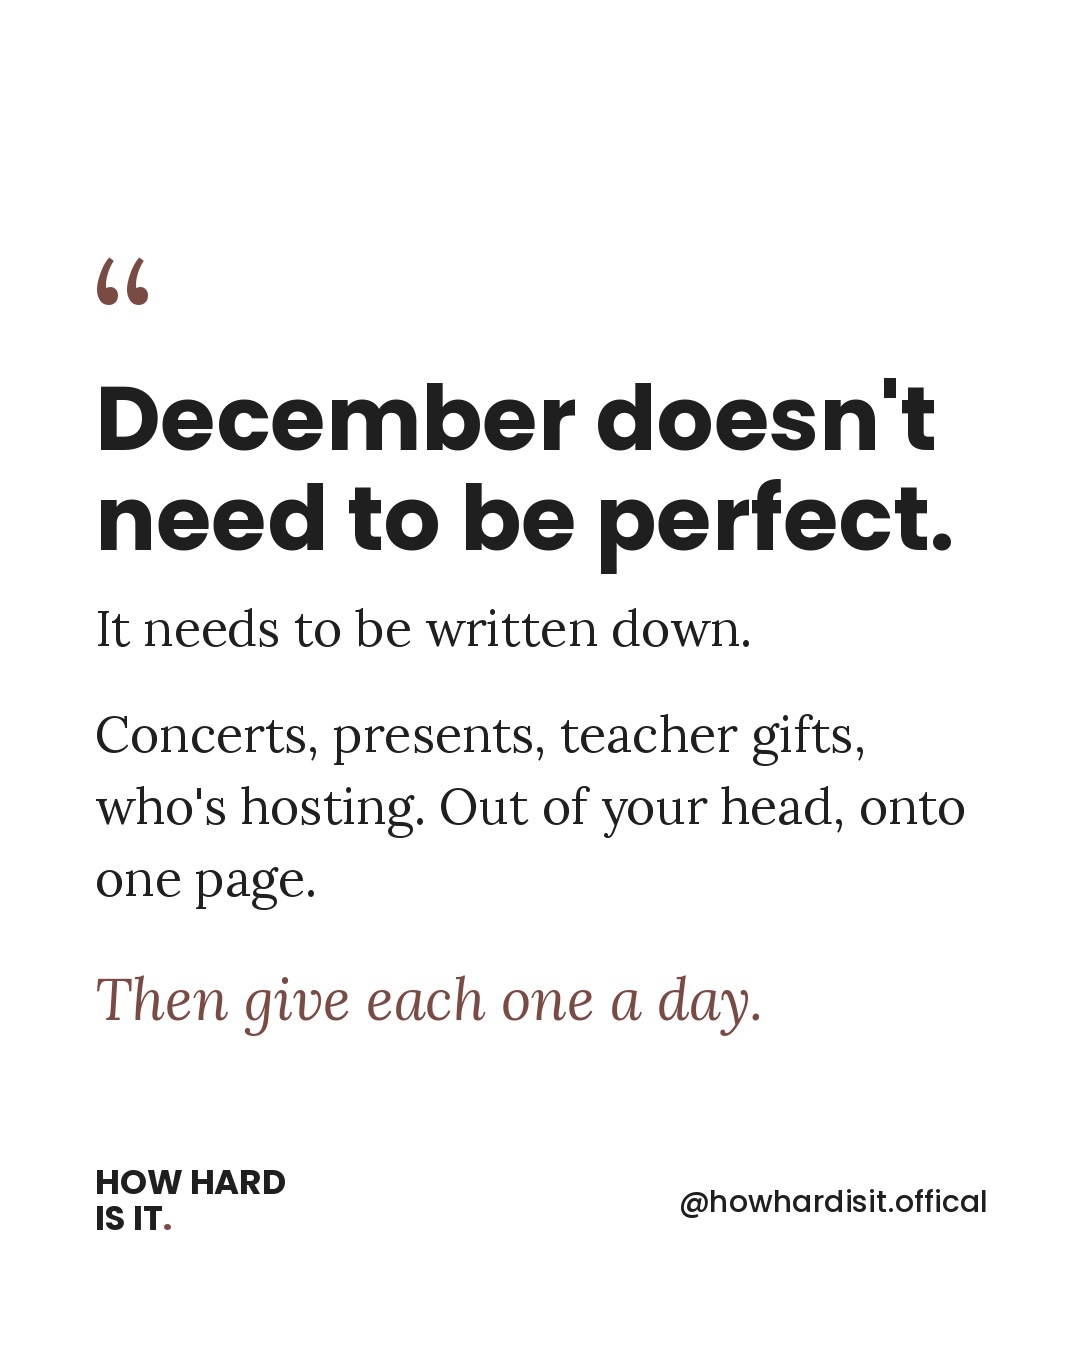 “
December doesn't
need to be perfect.
It needs to be written down.
Concerts, presents, teacher gifts,
who's hosting. Out of your head, onto
one page.
Then give each one a day.
HOW HARD
IS IT.
@howhardisit.offical